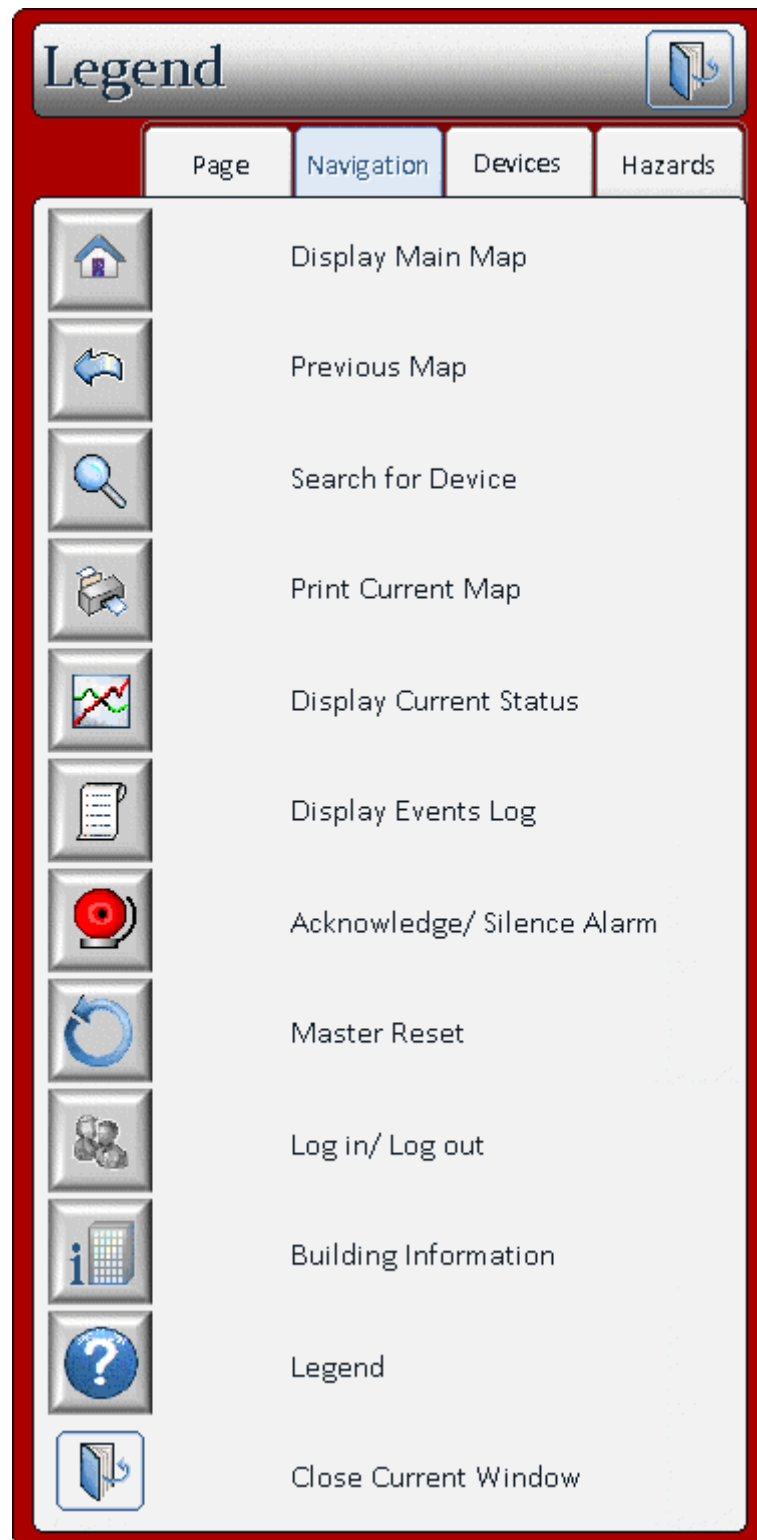 Legend
Page Navigation Devices Hazards
Display Main Map
Previous Map
Search for Device
Print Current Map
Display Current Status
Display Events Log
Acknowledge/ Silence Alarm
Master Reset
Log in/ Log out
i Building Information
? Legend
Close Current Window